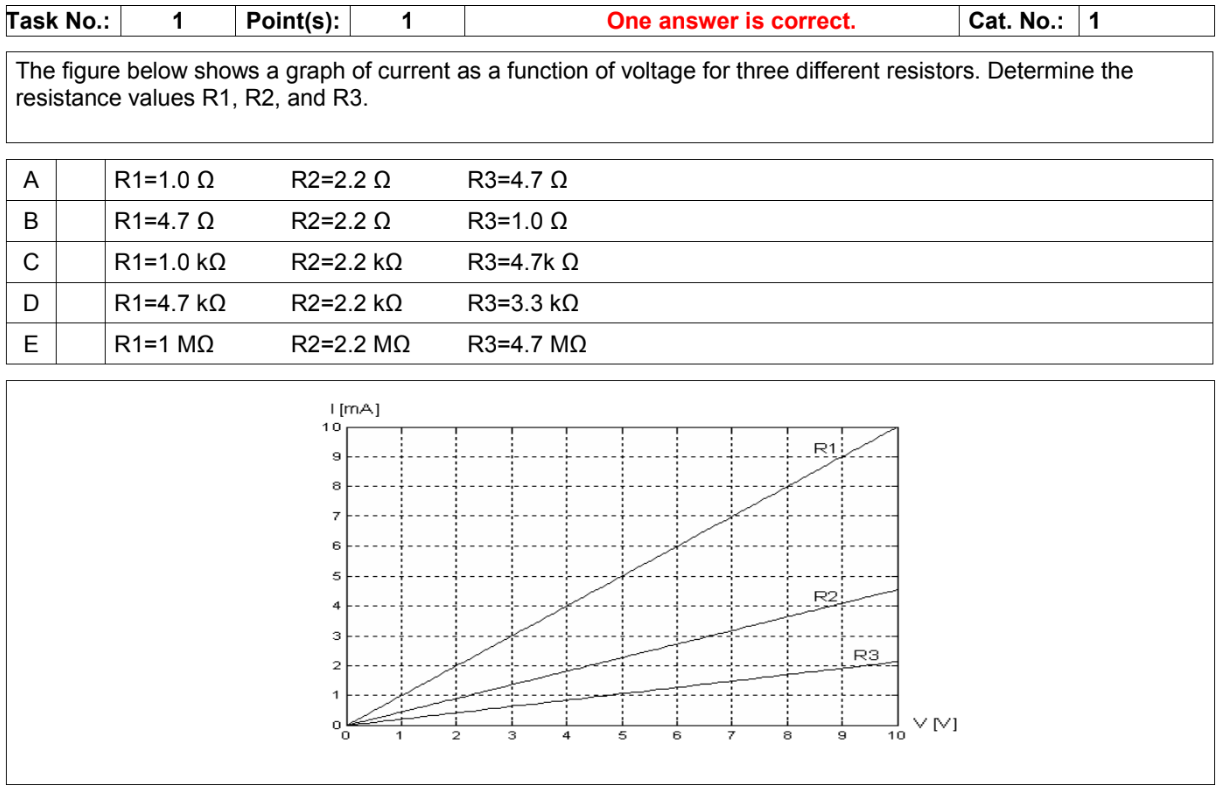 Task No.: 1 Point(s): 1 One answer is correct. Cat. No.: 1
The figure below shows a graph of current as a function of voltage for three different resistors. Determine the
resistance values R1, R2, and R3.
A R1=1.0 Ω R2=2.2 Ω R3=4.7 Ω
B R1=4.7 Ω R2=2.2 Ω R3=1.0 Ω
C R1=1.0 kΩ R2=2.2 kΩ R3=4.7k Ω
D R1=4.7 kΩ R2=2.2 kΩ R3=3.3 kΩ
E R1=1 MΩ R2=2.2 MΩ R3=4.7 MΩ
I [mA]
10
9
8
7
6
5
4
3
2
1
0
R1
R2
R3
0 1 2 3 4 5 6 7 8 9 10 V [V]